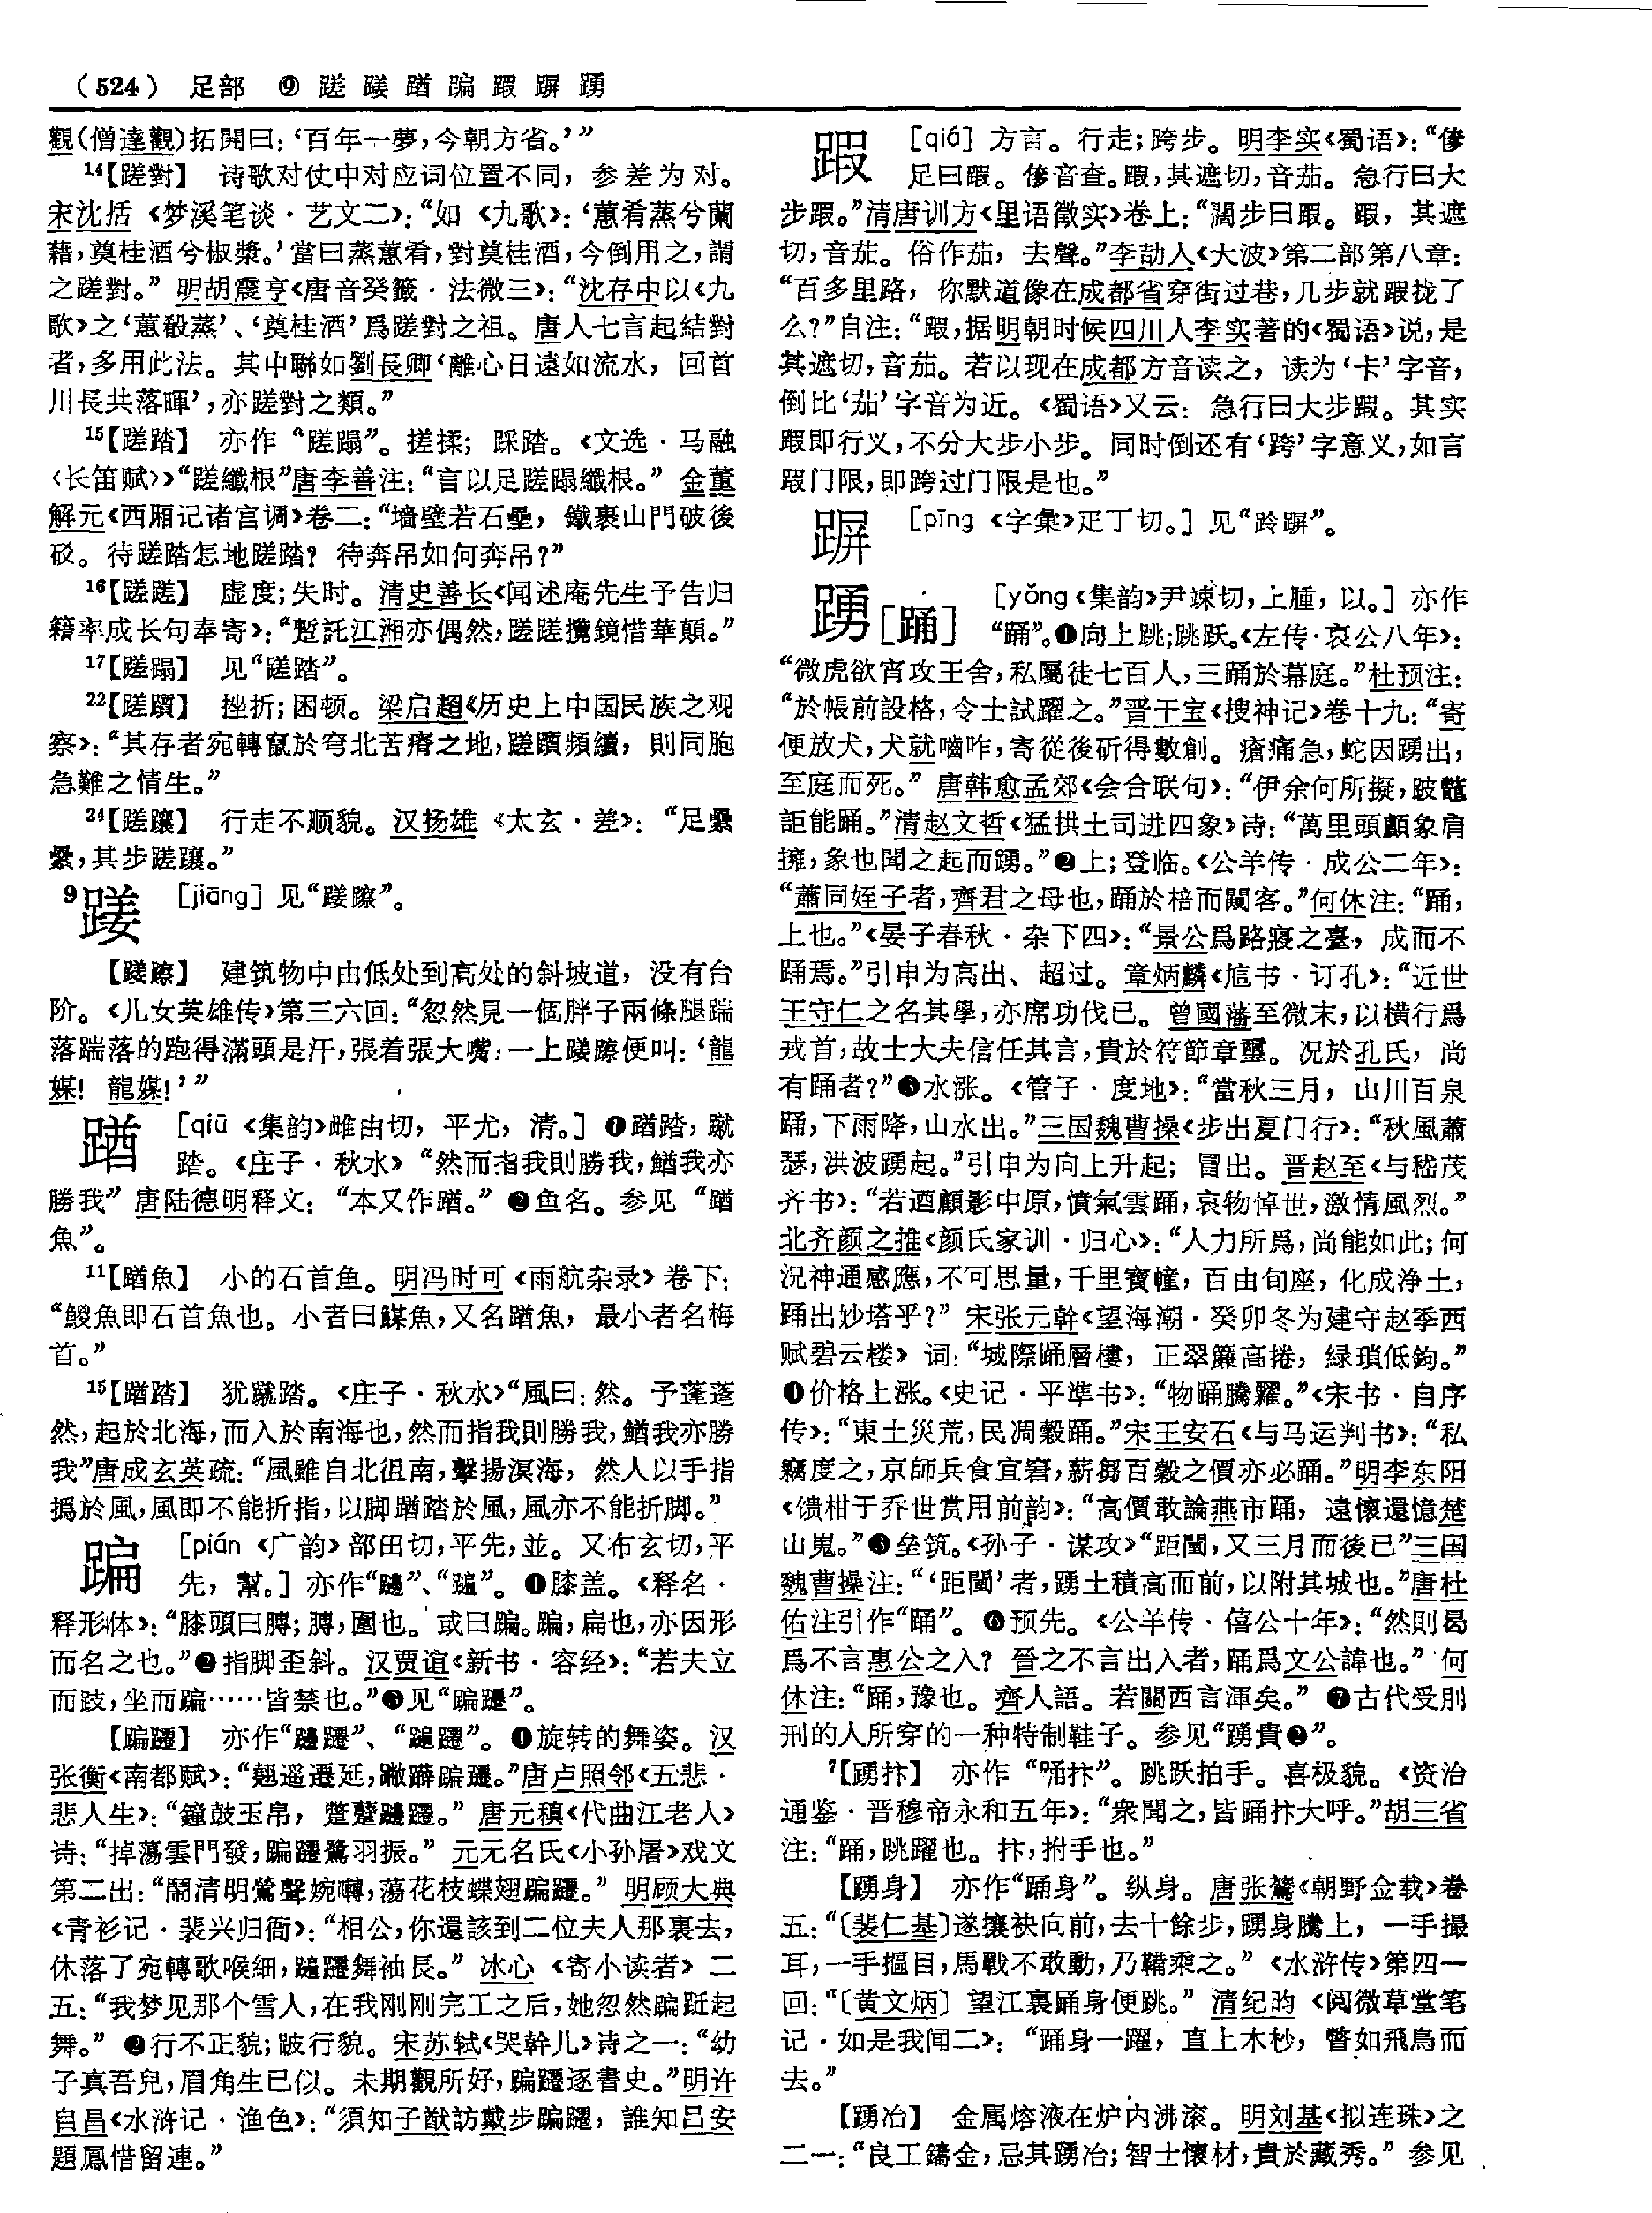 （524） 足部 ⑨ 蹉 蹉 蹖 蹁 踿 蹖 踴
觀（僧達觀）拓開曰：‘百年一夢，今朝方省。’”
14【蹉對】 诗歌对仗中对应词位置不同，参差为对。
宋沈括《梦溪笔谈·艺文二》：“如《九歌》：‘蕙肴蒸兮蘭
藉，奠桂酒兮椒漿。’當曰蒸蕙肴，對奠桂酒，今倒用之，謂
之蹉對。”明胡震亨《唐音癸籤·法微三》：“沈存中以《九
歌》之‘蕙殽蒸’、‘奠桂酒’爲蹉對之祖。唐人七言起結對
者，多用此法。其中聯如劉長卿‘離心日遠如流水，回首
川長共落暉’，亦蹉對之類。”
15【蹉踏】 亦作“蹉蹋”。搓揉；踩踏。《文选·马融
〈长笛赋〉》“蹉纖根”唐李善注：“言以足蹉蹋纖根。”金董
解元《西厢记诸宫调》卷二：“墙壁若石壘，鐵裹山門破後
砐。待蹉踏怎地蹉踏？待奔吊如何奔吊？”
16【蹉蹉】 虚度；失时。清史善长《闻述庵先生予告归
籍率成长句奉寄》：“蹔託江湘亦偶然，蹉蹉攬鏡惜華顛。”
17【蹉蹋】 见“蹉踏”。
22【蹉躓】 挫折；困顿。梁启超《历史上中国民族之观
察》：“其存者宛轉竄於穹北苦瘠之地，蹉躓頻續，則同胞
急難之情生。”
24【蹉躟】 行走不顺貌。汉扬雄《太玄·差》：“足纍
纍，其步蹉躟。”
9 [jiāng] 见“蹉蹽”。
建筑物中由低处到高处的斜坡道，没有台
阶。《儿女英雄传》第三六回：“忽然見一個胖子兩條腿踹
落踹落的跑得滿頭是汗，張着張大嘴，一上便叫：‘龍
媒！龍媒！’”
蹖 [qiū《集韵》雌由切，平尤，清。]❶踏，蹴
踏。《庄子·秋水》“然而指我則勝我，鰌我亦
勝我”唐陆德明释文：“本又作。”❷鱼名。参见“
魚”。
11【魚】 小的石首鱼。明冯时可《雨航杂录》卷下：
“鯼魚即石首魚也。小者曰鰇魚，又名魚，最小者名梅
首。”
15【踏】 犹蹴踏。《庄子·秋水》“風曰：然。予蓬蓬
然，起於北海，而入於南海也，然而指我則勝我，鰌我亦勝
我”唐成玄英疏：“風雖自北徂南，擊揚溟海，然人以手指
撝於風，風即不能折指，以脚踏於風，風亦不能折脚。”
蹁 [pián《广韵》部田切，平先，並。又布玄切，平
先，幫。]亦作“”、“”。❶膝盖。《释名·
释形体》：“膝頭曰膞；膞，團也。或曰蹁。蹁，扁也，亦因形
而名之也。”❷指脚歪斜。汉贾谊《新书·容经》：“若夫立
而跂，坐而蹁……皆禁也。”❸见“蹁躚”。
【蹁躚】 亦作“躚”、“躚”。❶旋转的舞姿。汉
张衡《南都赋》：“翹遥遷延，蹁躚。”唐卢照邻《五悲·
悲人生》：“鐘鼓玉帛，躚。”唐元稹《代曲江老人》
诗：“掉蕩雲門發，蹁躚鷺羽振。”元无名氏《小孙屠》戏文
第二出：“鬧清明鶯聲婉囀，蕩花枝蝶翅蹁躚。”明顾大典
《青衫记·裴兴归衙》：“相公，你還該到二位夫人那裏去，
休落了宛轉歌喉細，躚舞袖長。”冰心《寄小读者》二
五：“我梦见那个雪人，在我刚刚完工之后，她忽然蹁跹起
舞。”❷行不正貌；跛行貌。宋苏轼《哭幹儿》诗之一：“幼
子真吾兒，眉角生已似。未期觀所好，蹁躚逐書史。”明许
自昌《水浒记·渔色》：“須知子猷訪戴步蹁躚，誰知吕安
題鳳惜留連。”
[qiá] 方言。行走；跨步。明李实《蜀语》：“
足曰。音查。，其遮切，音茄。急行曰大
步。”清唐训方《里语徵实》卷上：“闊步曰。，其遮
切，音茄。俗作茄，去聲。”李劼人《大波》第二部第八章：
“百多里路，你默道像在成都省穿街过巷，几步就拢了
么？”自注：“，据明朝时候四川人李实著的《蜀语》说，是
其遮切，音茄。若以现在成都方音读之，读为‘卡’字音，
倒比‘茄’字音为近。《蜀语》又云：急行曰大步。其实
即行义，不分大步小步。同时倒还有‘跨’字意义，如言
门限，即跨过门限是也。”
[pīng《字彙》疋丁切。]见“跉”。
踴［踊］ [yǒng《集韵》尹竦切，上腫，以。]亦作
“踊”。❶向上跳；跳跃。《左传·哀公八年》：
“微虎欲宵攻王舍，私屬徒七百人，三踊於幕庭。”杜预注：
“於帳前設格，令士試躍之。”晋干宝《搜神记》卷十九：“寄
便放犬，犬就嚙咋，寄從後斫得數創。瘡痛急，蛇因踴出，
至庭而死。”唐韩愈孟郊《会合联句》：“伊余何所擬，跛鼈
詎能踊。”清赵文哲《猛拱土司进四象》诗：“萬里頭顱象肩
擁，象也聞之起而踴。”❷上；登临。《公羊传·成公二年》：
“蕭同姪子者，齊君之母也，踊於棓而闚客。”何休注：“踊，
上也。”《晏子春秋·杂下四》：“景公爲路寢之臺，成而不
踊焉。”引申为高出、超过。章炳麟《訄书·订孔》：“近世
王守仁之名其學，亦席功伐已。曾國藩至微末，以横行爲
戎首，故士大夫信任其言，貴於符節章璽。况於孔氏，尚
有踊者？”❸水涨。《管子·度地》：“當秋三月，山川百泉
踊，下雨降，山水出。”三国魏曹操《步出夏门行》：“秋風蕭
瑟，洪波踴起。”引申为向上升起；冒出。晋赵至《与嵇茂
齐书》：“若迺顧影中原，憤氣雲踊，哀物悼世，激情風烈。”
北齐颜之推《颜氏家训·归心》：“人力所爲，尚能如此；何
況神通感應，不可思量，千里寶幢，百由旬座，化成浄土，
踊出妙塔乎？”宋张元幹《望海潮·癸卯冬为建守赵季西
赋碧云楼》词：“城際踊層樓，正翠簾高捲，緑瑣低鉤。”
❹价格上涨。《史记·平準书》：“物踊騰糶。”《宋书·自序
传》：“東土災荒，民凋穀踊。”宋王安石《与马运判书》：“私
竊度之，京師兵食宜窘，薪芻百穀之價亦必踊。”明李东阳
《馈柑于乔世赏用前韵》：“高價敢論燕市踊，遠懷還憶楚
山嵬。”❺垒筑。《孙子·谋攻》“距闉，又三月而後已”三国
魏曹操注：“‘距闉’者，踴土積高而前，以附其城也。”唐杜
佑注引作“踊”。❻预先。《公羊传·僖公十年》：“然則曷
爲不言惠公之入？晉之不言出入者，踊爲文公諱也。”何
休注：“踊，豫也。齊人語。若關西言渾矣。”❼古代受刖
刑的人所穿的一种特制鞋子。参见“踴貴❷”。
7【踴抃】 亦作“踊抃”。跳跃拍手。喜极貌。《资治
通鉴·晋穆帝永和五年》：“衆聞之，皆踊抃大呼。”胡三省
注：“踊，跳躍也。抃，拊手也。”
【踴身】 亦作“踊身”。纵身。唐张鷟《朝野佥载》卷
五：“〔裴仁基〕遂攘袂向前，去十餘步，踴身騰上，一手撮
耳，一手摳目，馬戰不敢動，乃鞴乘之。”《水浒传》第四一
回：“〔黄文炳〕望江裏踊身便跳。”清纪昀《阅微草堂笔
记·如是我闻二》：“踊身一躍，直上木杪，瞥如飛鳥而
去。”
【踴冶】 金属熔液在炉内沸滚。明刘基《拟连珠》之
二一：“良工鑄金，忌其踴冶；智士懷材，貴於藏秀。”参见